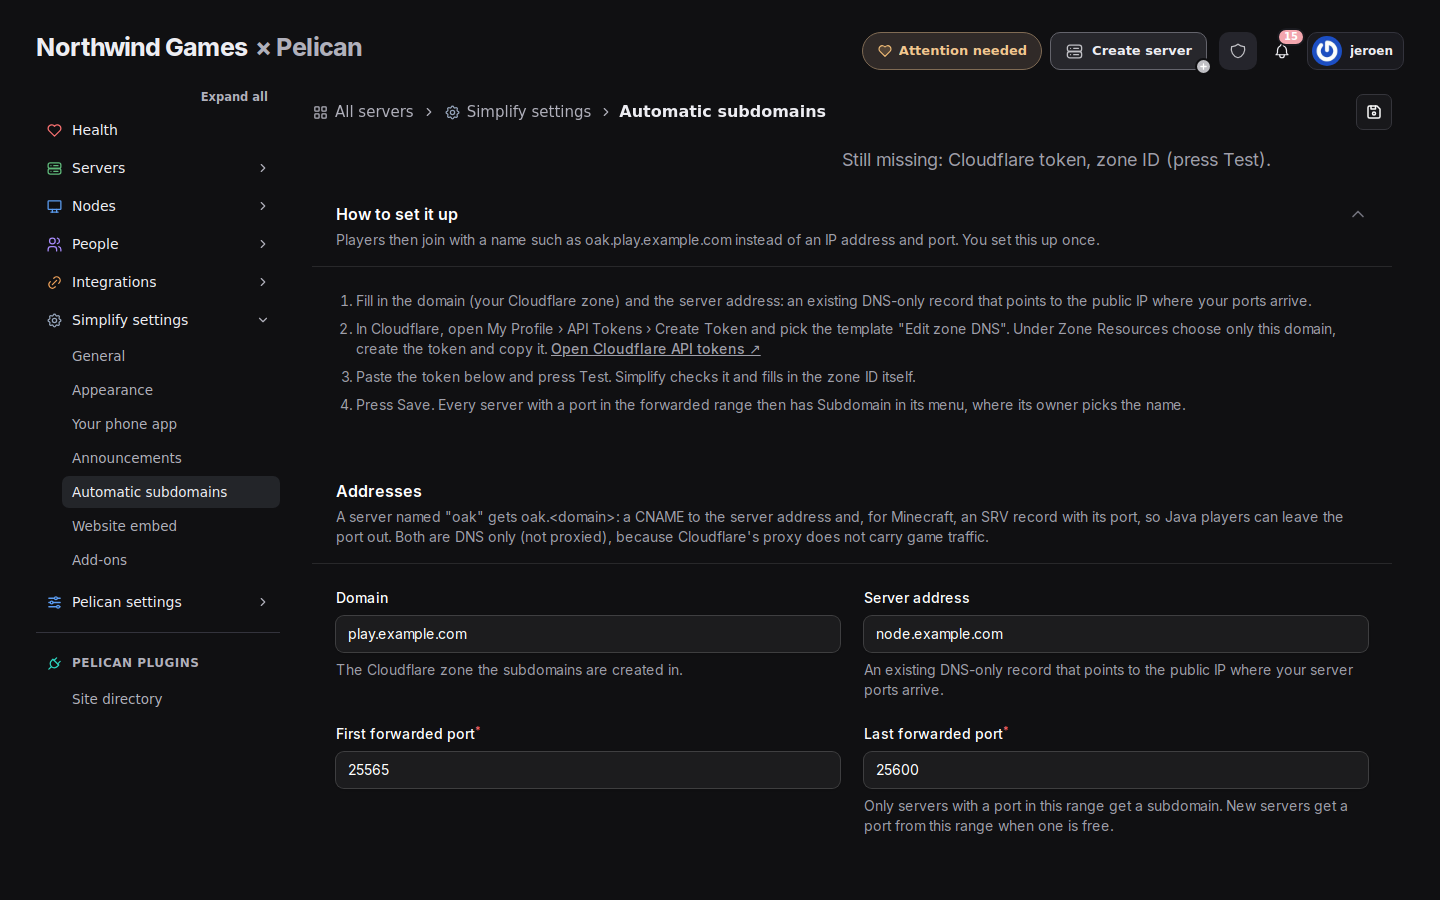 Northwind Games × Pelican
Attention needed
Create server
15
jeroen
Expand all
Health
Servers
Nodes
People
Integrations
Simplify settings
General
Appearance
Your phone app
Announcements
Automatic subdomains
Website embed
Add-ons
Pelican settings
PELICAN PLUGINS
Site directory
All servers › Simplify settings › Automatic subdomains
Still missing: Cloudflare token, zone ID (press Test).
How to set it up
Players then join with a name such as oak.play.example.com instead of an IP address and port. You set this up once.
1. Fill in the domain (your Cloudflare zone) and the server address: an existing DNS-only record that points to the public IP where your ports arrive.
2. In Cloudflare, open My Profile › API Tokens › Create Token and pick the template "Edit zone DNS". Under Zone Resources choose only this domain,
create the token and copy it. Open Cloudflare API tokens ↗
3. Paste the token below and press Test. Simplify checks it and fills in the zone ID itself.
4. Press Save. Every server with a port in the forwarded range then has Subdomain in its menu, where its owner picks the name.
Addresses
A server named "oak" gets oak.<domain>: a CNAME to the server address and, for Minecraft, an SRV record with its port, so Java players can leave the
port out. Both are DNS only (not proxied), because Cloudflare's proxy does not carry game traffic.
Domain
play.example.com
The Cloudflare zone the subdomains are created in.
Server address
node.example.com
An existing DNS-only record that points to the public IP where your server
ports arrive.
First forwarded port*
25565
Last forwarded port*
25600
Only servers with a port in this range get a subdomain. New servers get a
port from this range when one is free.